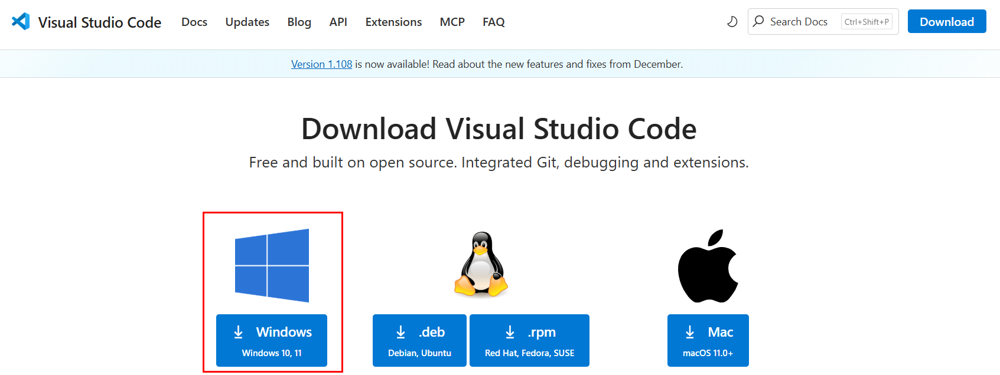 Visual Studio Code Docs Updates Blog API Extensions MCP FAQ Search Docs Ctrl+Shift+P Download
Version 1.108 is now available! Read about the new features and fixes from December.
Download Visual Studio Code
Free and built on open source. Integrated Git, debugging and extensions.
Windows
Windows 10, 11
.deb
Debian, Ubuntu
.rpm
Red Hat, Fedora, SUSE
Mac
macOS 11.0+